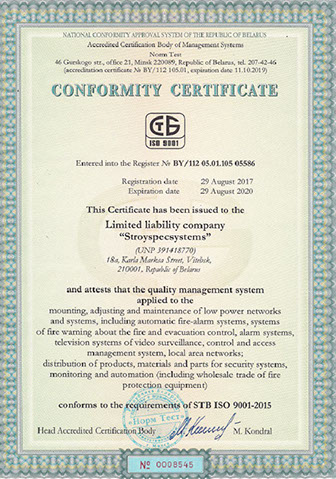 NATIONAL CONFORMITY APPROVAL SYSTEM OF THE REPUBLIC OF BELARUS
Accredited Certification Body of Management Systems
Norm Test
46 Gurskogo str., office 21, Minsk 220089, Republic of Belarus, tel. 207-42-46
(accreditation certificate № BY/112 105.01, expiration date 11.10.2019)
CONFORMITY CERTIFICATE
СТБ
ISO 9001
Entered into the Register № BY/112 05.01.105 05586
Registration date 29 August 2017
Expiration date 29 August 2020
This Certificate has been issued to the
Limited liability company
"Stroyspecsystems"
(UNP 391418770)
18a, Karla Marksa Street, Vitebsk,
210001, Republic of Belarus
and attests that the quality management system
applied to the
mounting, adjusting and maintenance of low power networks
and systems, including automatic fire-alarm systems, systems
of fire warning about the fire and evacuation control, alarm systems,
television systems of video surveillance, control and access
management system, local area networks;
distribution of products, materials and parts for security systems,
monitoring and automation (including wholesale trade of fire
protection equipment)
conforms to the requirements of STB ISO 9001-2015
«Норм Тест»
Head Accredited Certification Body M. Kondral
№ 0008545